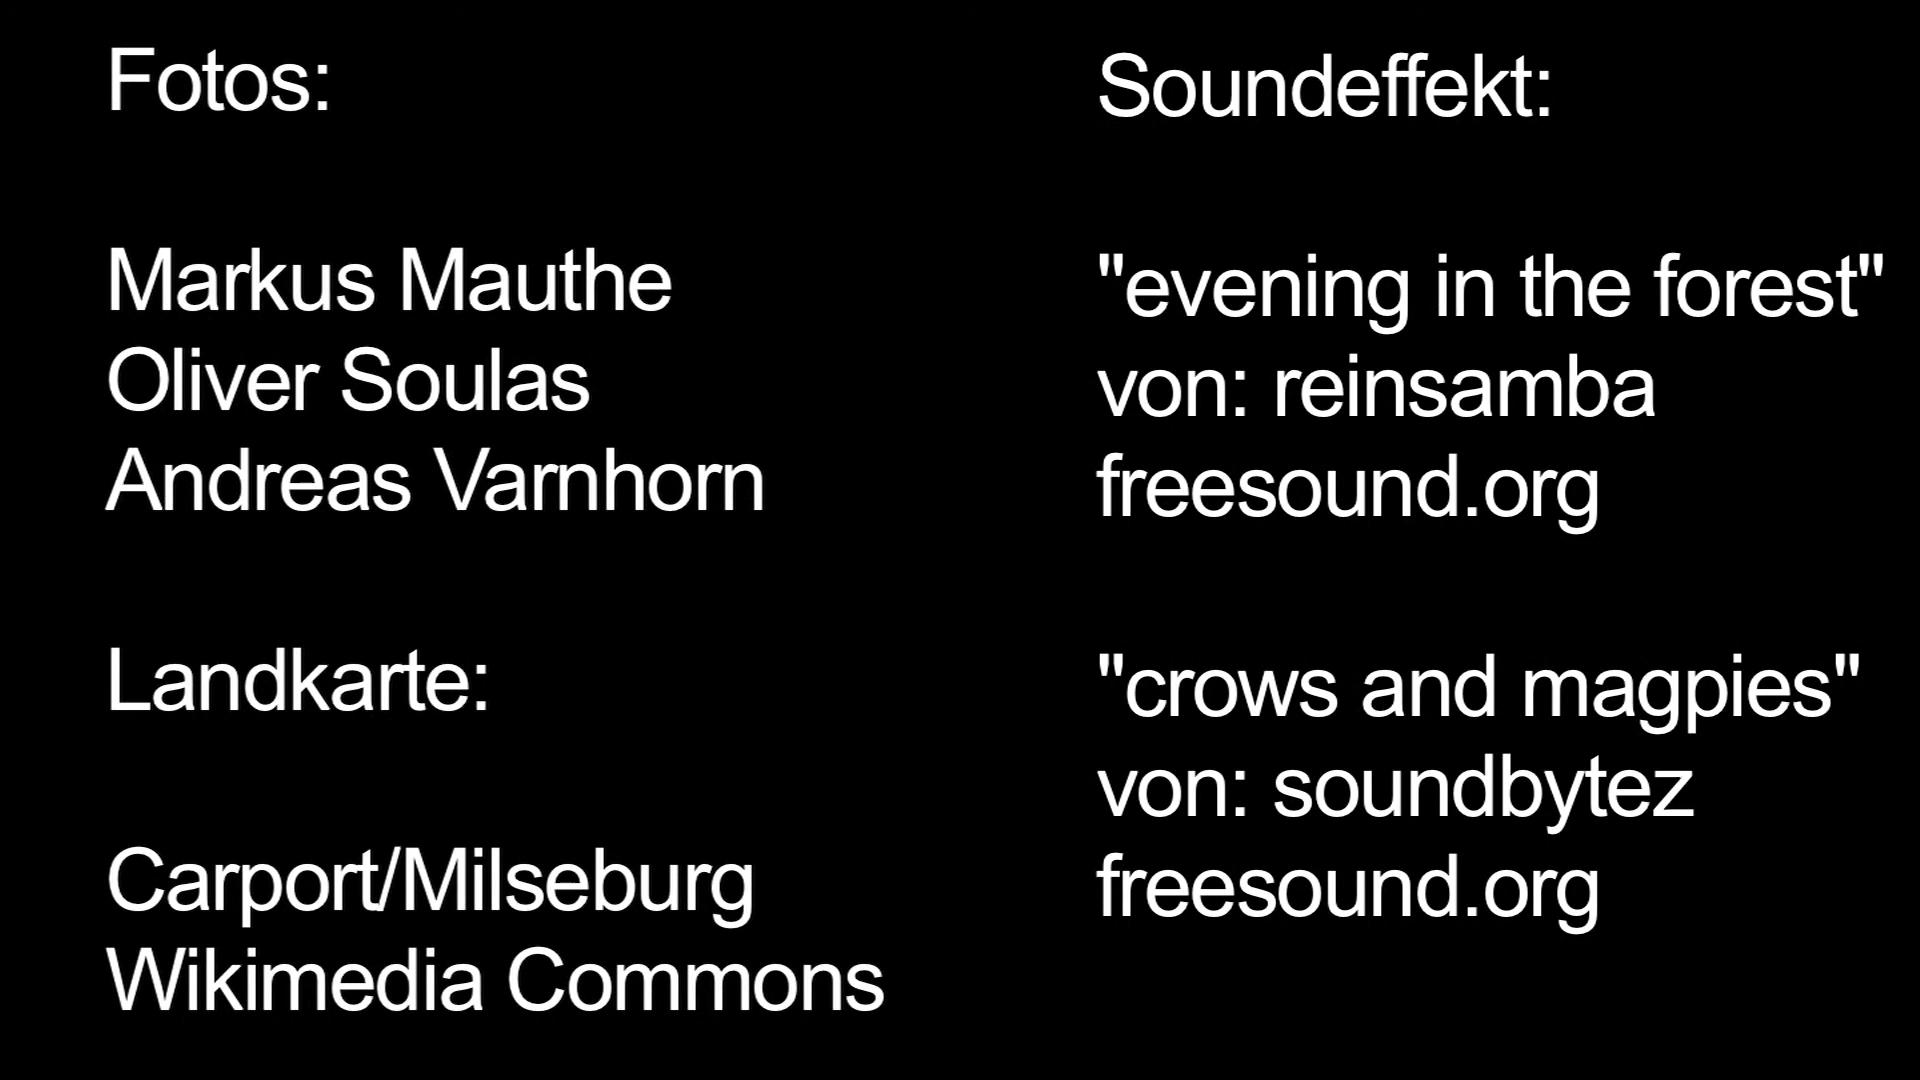 Fotos:
Markus Mauthe
Oliver Soulas
Andreas Varnhorn
Landkarte:
Carport/Milseburg
Wikimedia Commons
Soundeffekt:
"evening in the forest"
von: reinsamba
freesound.org
"crows and magpies"
von: soundbytez
freesound.org